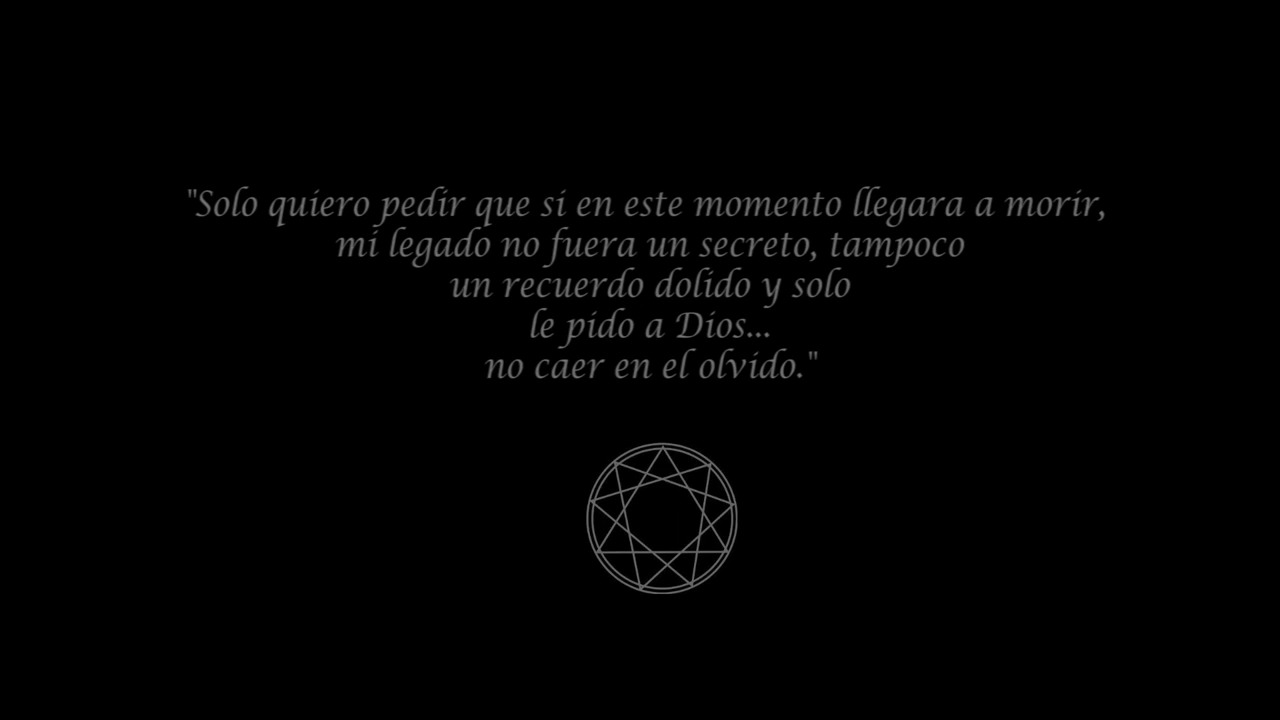 "Solo quiero pedir que si en este momento llegara a morir,
mi legado no fuera un secreto, tampoco
un recuerdo dolido y solo
le pido a Dios...
no caer en el olvido."